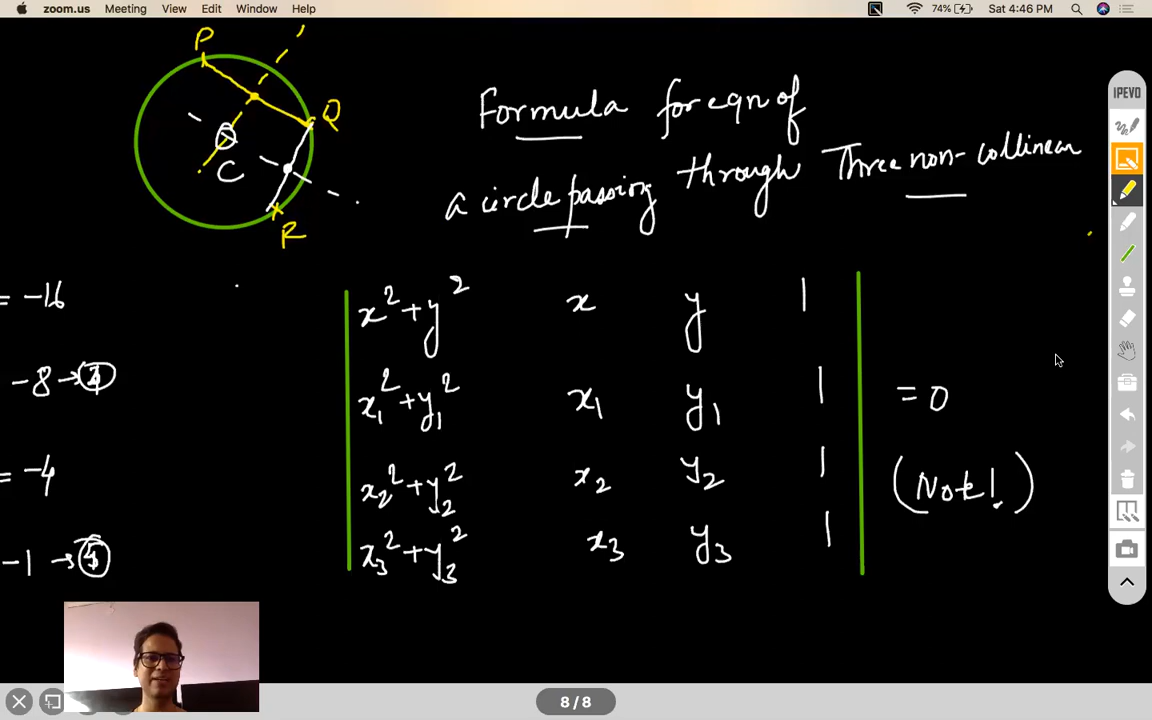 zoom.us Meeting View Edit Window Help 74% Sat 4:46 PM
P
Q
C
R
Formula for eqn of
a circle passing through Three non-collinear
IPEVO
= -16
-8 →
= -4
-1 → 5
x²+y² x y 1
x₁²+y₁² x₁ y₁ 1
x₂²+y₂² x₂ y₂ 1
x₃²+y₃² x₃ y₃ 1
= 0
(Note!)
8 / 8